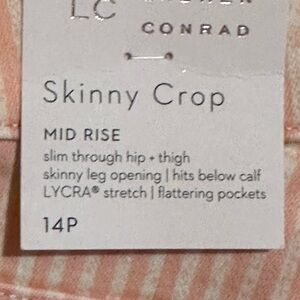 LC
CONRAD
Skinny Crop
MID RISE
slim through hip + thigh
skinny leg opening | hits below calf
LYCRA® stretch | flattering pockets
14P